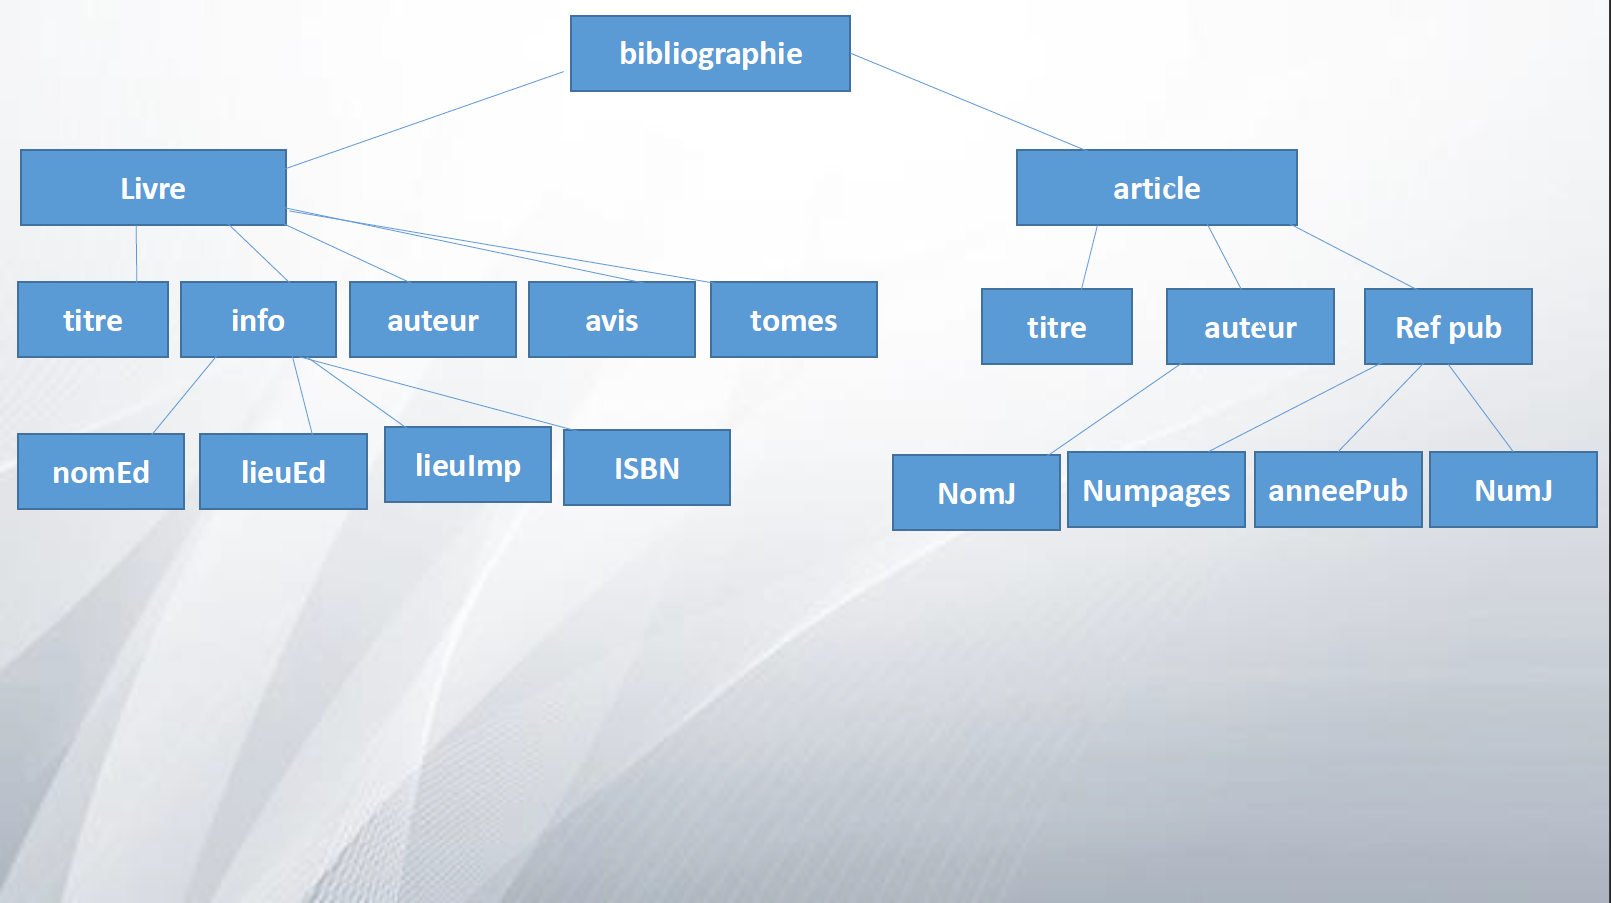 bibliographie
Livre
article
titre
info
auteur
avis
tomes
titre
auteur
Ref pub
nomEd
lieuEd
lieuImp
ISBN
NomJ
Numpages
anneePub
NumJ